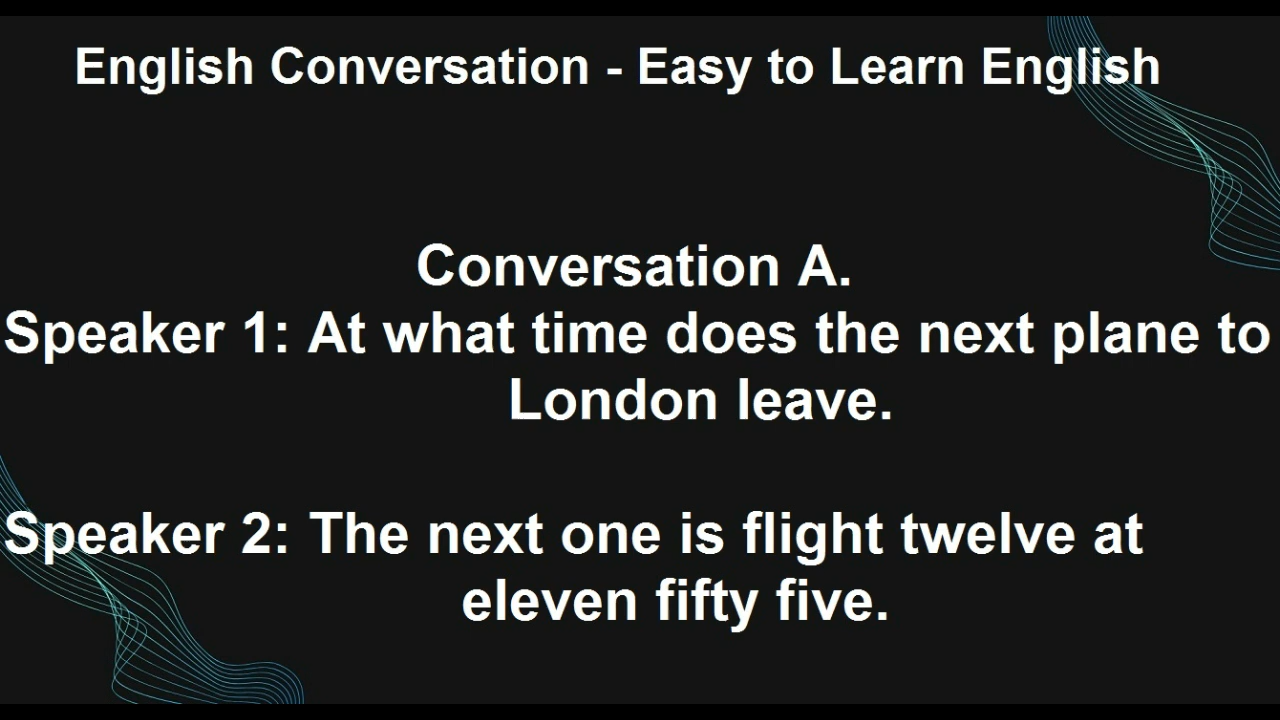 English Conversation - Easy to Learn English
Conversation A.
Speaker 1: At what time does the next plane to
London leave.
Speaker 2: The next one is flight twelve at
eleven fifty five.